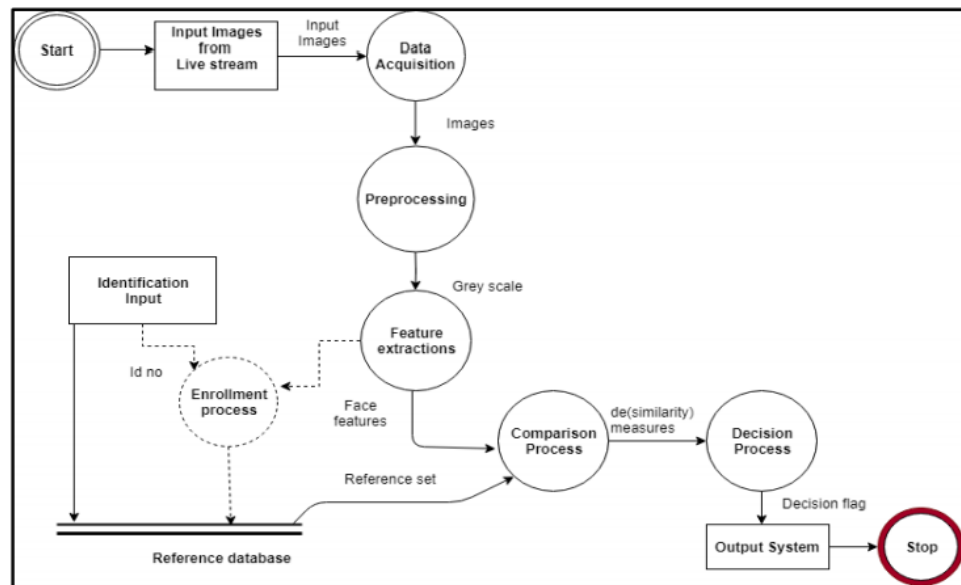 Start
Input Images
from
Live stream
Input
Images
Data
Acquisition
Images
Preprocessing
Grey scale
Identification
Input
Feature
extractions
Id no
Enrollment
process
Face
features
Comparison
Process
de(similarity)
measures
Decision
Process
Reference set
Decision flag
Reference database
Output System
Stop